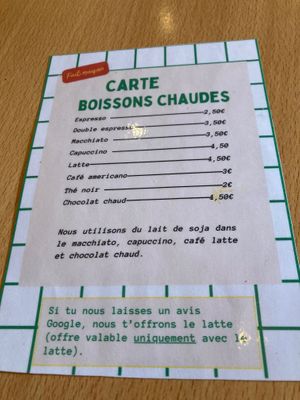 Fait maison
CARTE
BOISSONS CHAUDES
Espresso 2,50€
Double espresso 3,50€
Macchiato 3,50€
Capuccino 4,50
Latte 4,50€
Café americano 3€
Thé noir 2€
Chocolat chaud 4,50€
Nous utilisons du lait de soja dans
le macchiato, capuccino, café latte
et chocolat chaud.
Si tu nous laisses un avis
Google, nous t'offrons le latte
(offre valable uniquement avec le
latte).